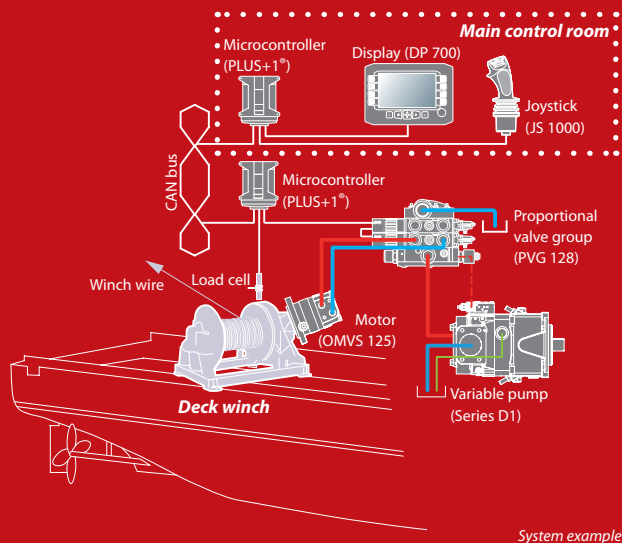 Main control room
Microcontroller
(PLUS+1®)
Display (DP 700)
Joystick
(JS 1000)
CAN bus
Microcontroller
(PLUS+1®)
Proportional
valve group
(PVG 128)
Load cell
Winch wire
Motor
(OMVS 125)
Variable pump
(Series D1)
Deck winch
System example